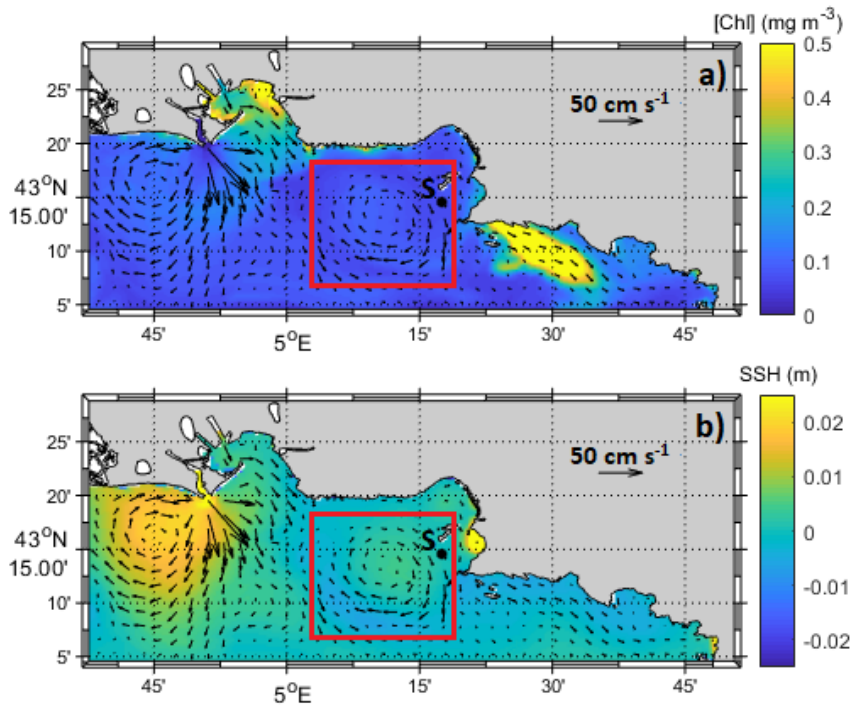 [Chl] (mg m⁻³)
a)
50 cm s⁻¹
25'
20'
43°N
15.00'
10'
5'
S
45'
5°E
15'
30'
45'
0.5
0.4
0.3
0.2
0.1
0
SSH (m)
b)
50 cm s⁻¹
25'
20'
43°N
15.00'
10'
5'
S
45'
5°E
15'
30'
45'
0.02
0.01
0
-0.01
-0.02